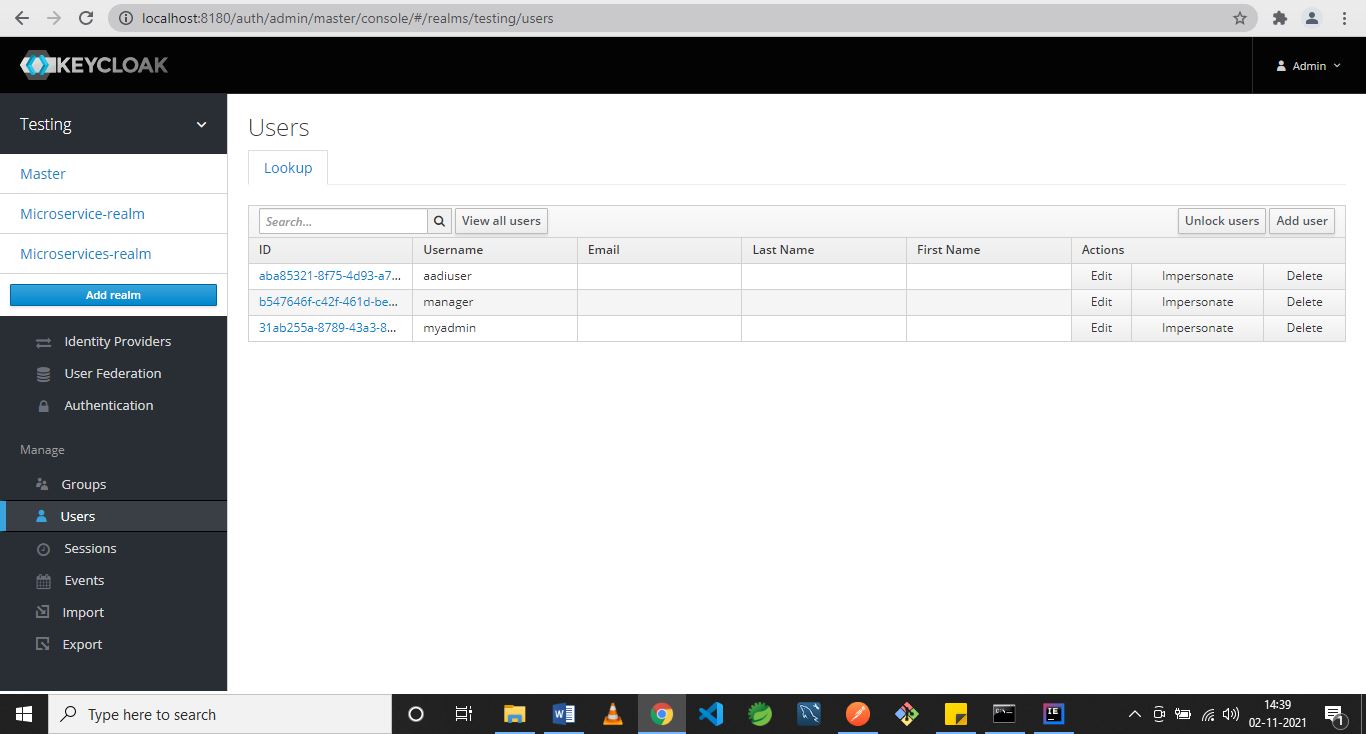 localhost:8180/auth/admin/master/console/#/realms/testing/users
KEYCLOAK
Admin
Testing
Master
Microservice-realm
Microservices-realm
Add realm
Identity Providers
User Federation
Authentication
Manage
Groups
Users
Sessions
Events
Import
Export
Users
Lookup
Search... View all users Unlock users Add user
ID Username Email Last Name First Name Actions
aba85321-8f75-4d93-a7... aadiuser Edit Impersonate Delete
b547646f-c42f-461d-be... manager Edit Impersonate Delete
31ab255a-8789-43a3-8... myadmin Edit Impersonate Delete
Type here to search
W
IE
14:39
02-11-2021
1